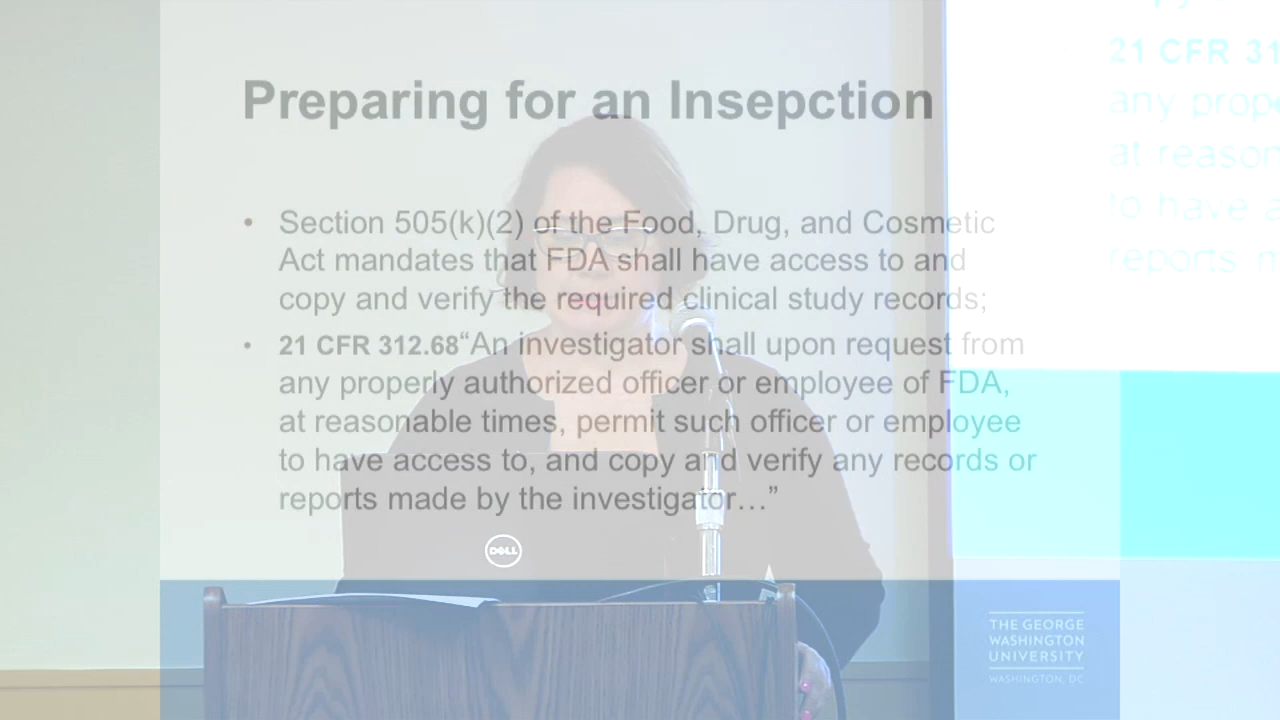 Preparing for an Insepction
• Section 505(k)(2) of the Food, Drug, and Cosmetic
Act mandates that FDA shall have access to and
copy and verify the required clinical study records;
• 21 CFR 312.68“An investigator shall upon request from
any properly authorized officer or employee of FDA,
at reasonable times, permit such officer or employee
to have access to, and copy and verify any records or
reports made by the investigator…”
DELL
THE GEORGE
WASHINGTON
UNIVERSITY
WASHINGTON, DC
21 CFR 31
any prope
at reason
to have a
reports m